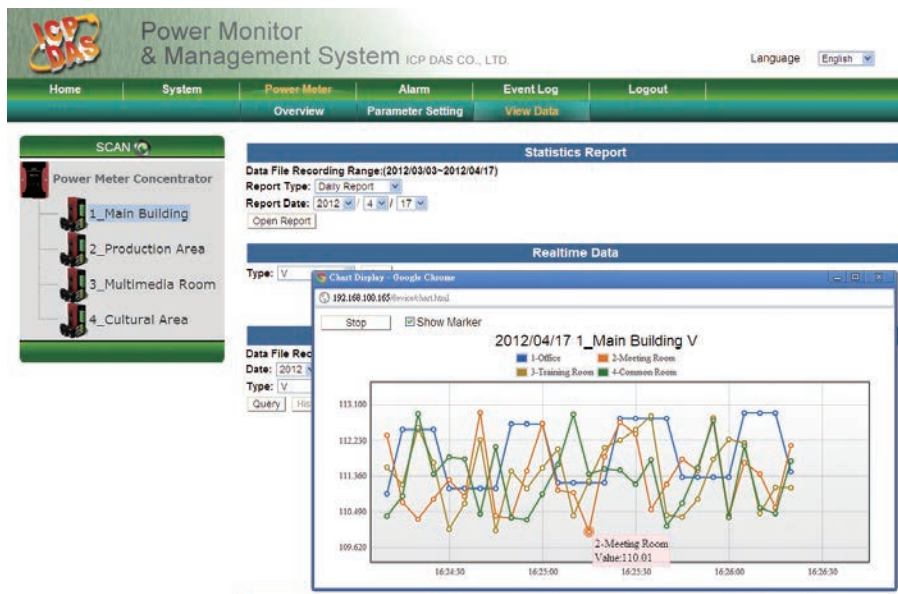 ICP DAS
Power Monitor
& Management System ICP DAS CO., LTD.
Language English
Home System Power Meter Alarm Event Log Logout
Overview Parameter Setting View Data
SCAN
Power Meter Concentrator
1_Main Building
2_Production Area
3_Multimedia Room
4_Cultural Area
Statistics Report
Data File Recording Range:(2012/03/03~2012/04/17)
Report Type: Daily Report
Report Date: 2012 / 4 / 17
Open Report
Realtime Data
Type: V
Data File Rec
Date: 2012
Type: V
Query His
Chart Display - Google Chrome
192.168.100.165/device/chart.html
Stop Show Marker
2012/04/17 1_Main Building V
1-Office 2-Meeting Room
3-Training Room 4-Common Room
113.100
112.230
111.360
110.490
109.620
2-Meeting Room
Value:110.01
16:24:30 16:25:00 16:25:30 16:26:00 16:26:30